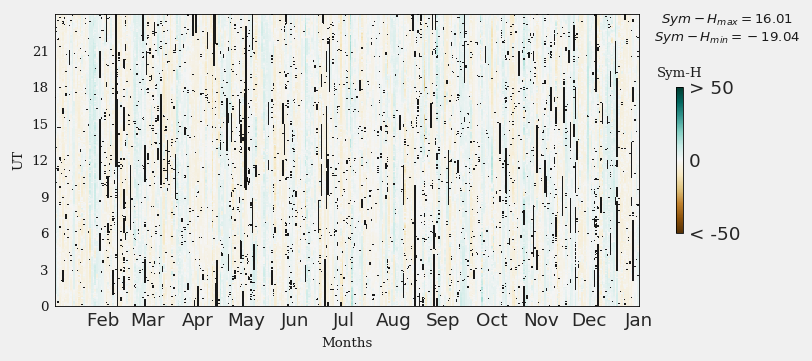 Sym − H_max = 16.01
Sym − H_min = −19.04
Sym-H
> 50
0
< -50
UT
21
18
15
12
9
6
3
0
Feb Mar Apr May Jun Jul Aug Sep Oct Nov Dec Jan
Months